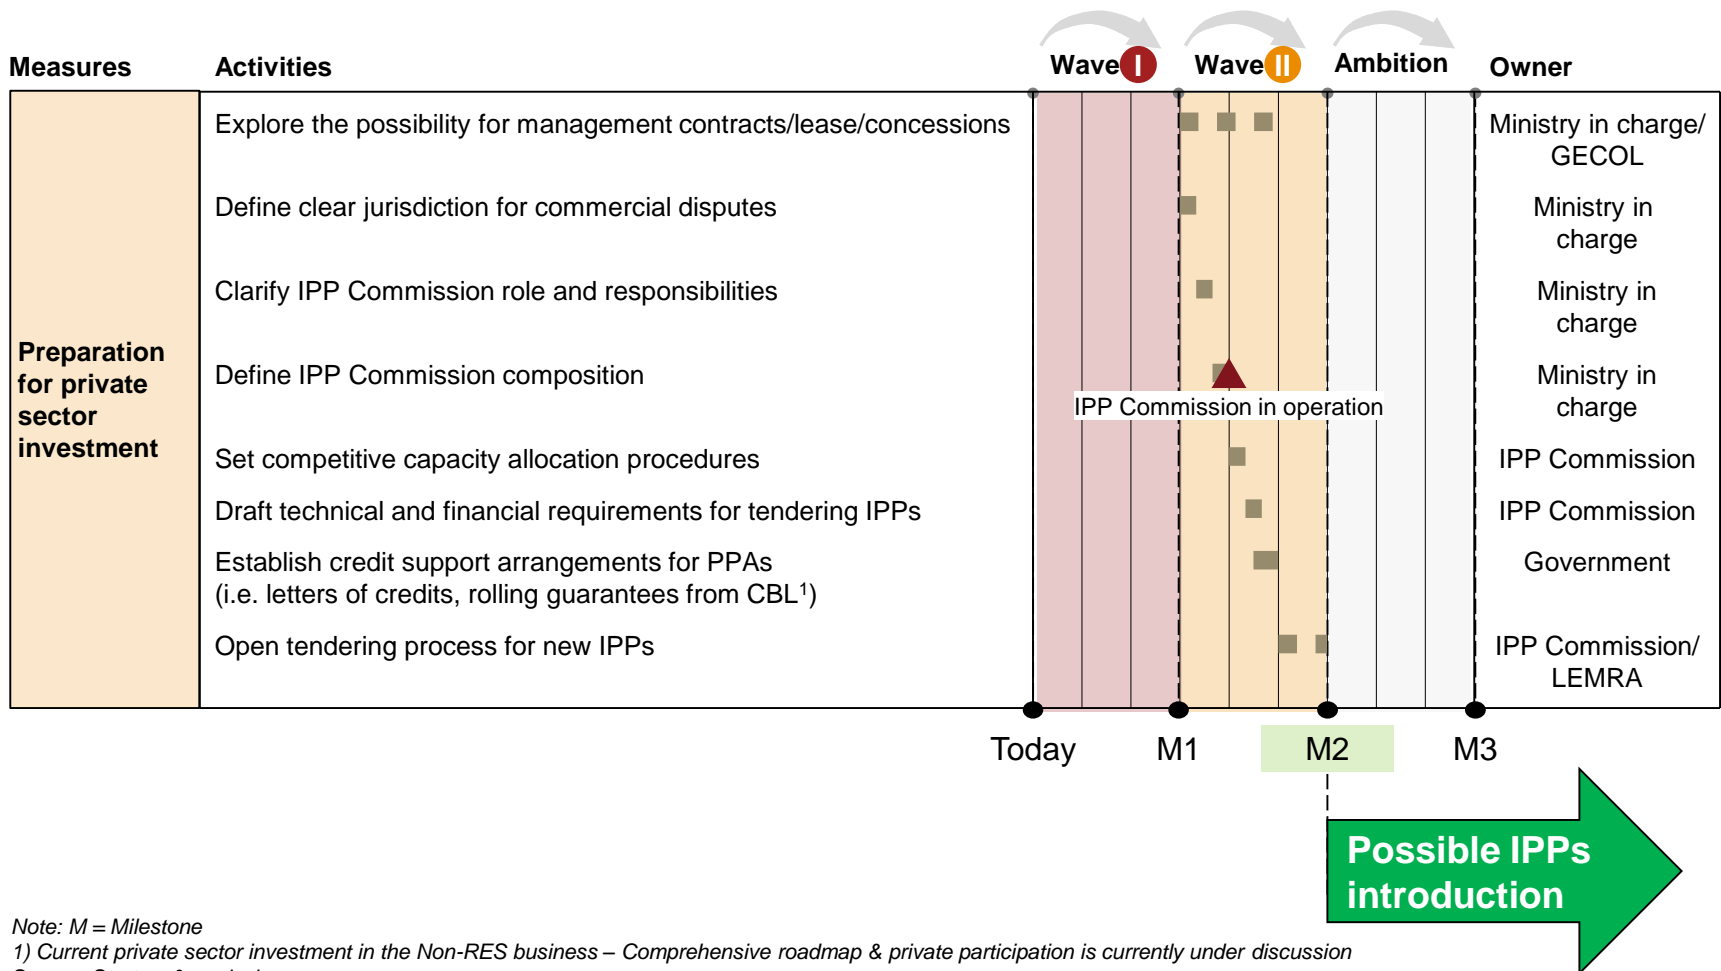 Measures
Activities
Wave I
Wave II
Ambition
Owner
Preparation
for private
sector
investment
Explore the possibility for management contracts/lease/concessions
Ministry in charge/
GECOL
Define clear jurisdiction for commercial disputes
Ministry in
charge
Clarify IPP Commission role and responsibilities
Ministry in
charge
Define IPP Commission composition
Ministry in
charge
IPP Commission in operation
Set competitive capacity allocation procedures
IPP Commission
Draft technical and financial requirements for tendering IPPs
IPP Commission
Establish credit support arrangements for PPAs
(i.e. letters of credits, rolling guarantees from CBL¹)
Government
Open tendering process for new IPPs
IPP Commission/
LEMRA
Today
M1
M2
M3
Possible IPPs
introduction
Note: M = Milestone
1) Current private sector investment in the Non-RES business – Comprehensive roadmap & private participation is currently under discussion